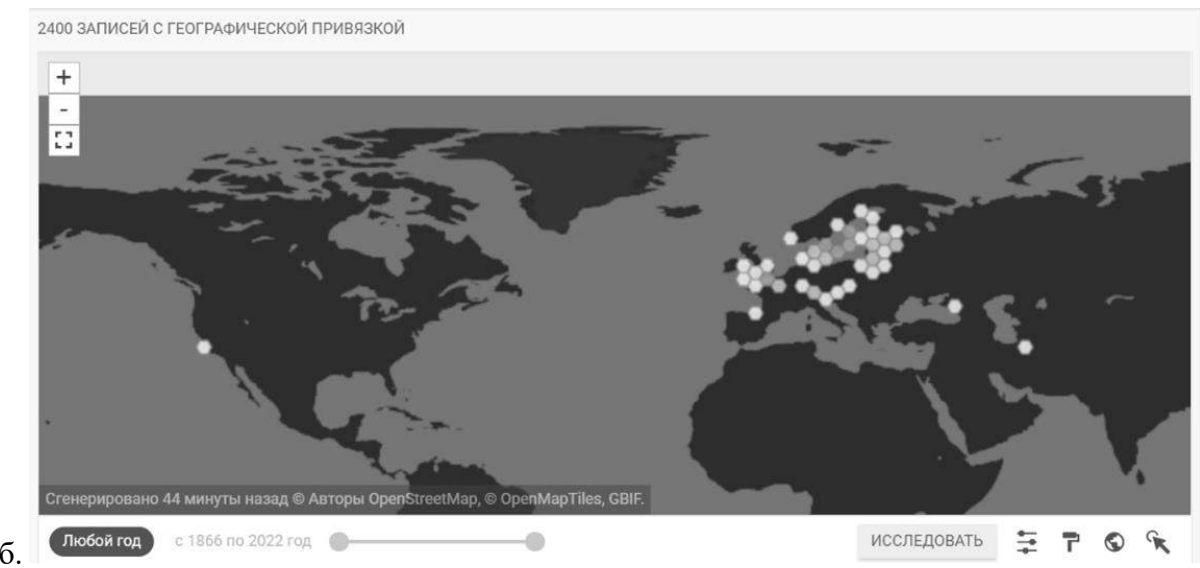 2400 ЗАПИСЕЙ С ГЕОГРАФИЧЕСКОЙ ПРИВЯЗКОЙ
+
-
Сгенерировано 44 минуты назад © Авторы OpenStreetMap, © OpenMapTiles, GBIF.
б.
Любой год с 1866 по 2022 год ИССЛЕДОВАТЬ